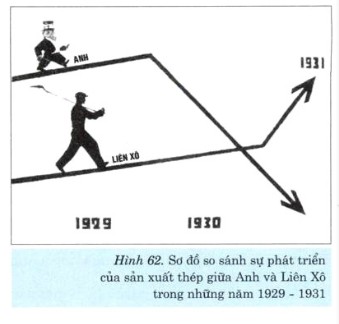 ANH
1931
LIÊN XÔ
1929 1930
Hình 62. Sơ đồ so sánh sự phát triển
của sản xuất thép giữa Anh và Liên Xô
trong những năm 1929 - 1931